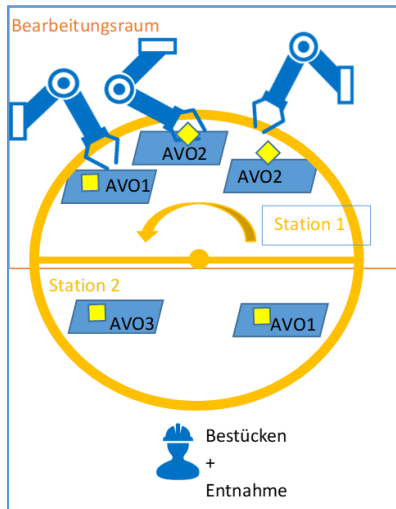 Bearbeitungsraum
AVO2
AVO1
AVO2
Station 1
Station 2
AVO3
AVO1
Bestücken
+
Entnahme